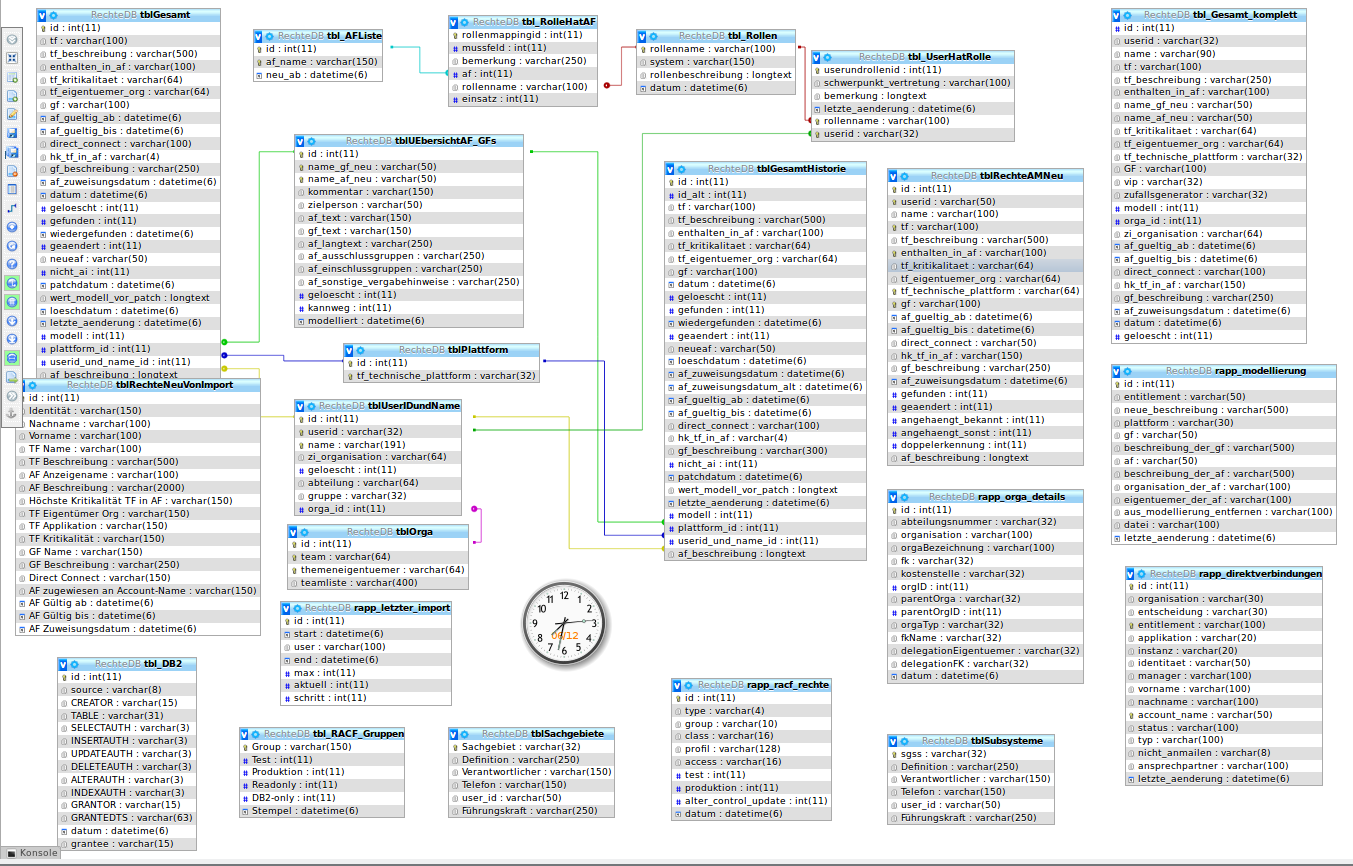 RechteDB tblGesamt
id : int(11)
tf : varchar(100)
tf_beschreibung : varchar(500)
enthalten_in_af : varchar(100)
tf_kritikalitaet : varchar(64)
tf_eigentuemer_org : varchar(64)
gf : varchar(100)
af_gueltig_ab : datetime(6)
af_gueltig_bis : datetime(6)
direct_connect : varchar(100)
hk_tf_in_af : varchar(4)
gf_beschreibung : varchar(250)
af_zuweisungsdatum : datetime(6)
datum : datetime(6)
geloescht : int(11)
gefunden : int(11)
wiedergefunden : datetime(6)
geaendert : int(11)
neueaf : varchar(50)
nicht_ai : int(11)
patchdatum : datetime(6)
wert_modell_vor_patch : longtext
loeschdatum : datetime(6)
letzte_aenderung : datetime(6)
modell : int(11)
plattform_id : int(11)
userid_und_name_id : int(11)
af_beschreibung : longtext
RechteDB tblRechteNeuVonImport
id : int(11)
Identität : varchar(150)
Nachname : varchar(100)
Vorname : varchar(100)
TF Name : varchar(100)
TF Beschreibung : varchar(500)
AF Anzeigename : varchar(100)
AF Beschreibung : varchar(2000)
Höchste Kritikalität TF in AF : varchar(150)
TF Eigentümer Org : varchar(150)
TF Applikation : varchar(150)
TF Kritikalität : varchar(150)
GF Name : varchar(150)
GF Beschreibung : varchar(250)
Direct Connect : varchar(150)
AF zugewiesen an Account-Name : varchar(150)
AF Gültig ab : datetime(6)
AF Gültig bis : datetime(6)
AF Zuweisungsdatum : datetime(6)
RechteDB tbl_DB2
id : int(11)
source : varchar(8)
CREATOR : varchar(15)
TABLE : varchar(31)
SELECTAUTH : varchar(3)
INSERTAUTH : varchar(3)
UPDATEAUTH : varchar(3)
DELETEAUTH : varchar(3)
ALTERAUTH : varchar(3)
INDEXAUTH : varchar(3)
GRANTOR : varchar(15)
GRANTEDTS : varchar(63)
datum : datetime(6)
grantee : varchar(15)
Konsole
RechteDB tbl_AFListe
id : int(11)
af_name : varchar(150)
neu_ab : datetime(6)
RechteDB tbl_RolleHatAF
rollenmappingid : int(11)
mussfeld : int(11)
bemerkung : varchar(250)
af : int(11)
rollenname : varchar(100)
einsatz : int(11)
RechteDB tbl_Rollen
rollenname : varchar(100)
system : varchar(150)
rollenbeschreibung : longtext
datum : datetime(6)
RechteDB tbl_UserHatRolle
userundrollenid : int(11)
schwerpunkt_vertretung : varchar(100)
bemerkung : longtext
letzte_aenderung : datetime(6)
rollenname : varchar(100)
userid : varchar(32)
RechteDB tblUEbersichtAF_GFs
id : int(11)
name_gf_neu : varchar(50)
name_af_neu : varchar(50)
kommentar : varchar(150)
zielperson : varchar(50)
af_text : varchar(150)
gf_text : varchar(150)
af_langtext : varchar(250)
af_ausschlussgruppen : varchar(250)
af_einschlussgruppen : varchar(250)
af_sonstige_vergabehinweise : varchar(250)
geloescht : int(11)
kannweg : int(11)
modelliert : datetime(6)
RechteDB tblPlattform
id : int(11)
tf_technische_plattform : varchar(32)
RechteDB tblUserIDundName
id : int(11)
userid : varchar(32)
name : varchar(191)
zi_organisation : varchar(64)
geloescht : int(11)
abteilung : varchar(64)
gruppe : varchar(32)
orga_id : int(11)
RechteDB tblOrga
id : int(11)
team : varchar(64)
themeneigentuemer : varchar(64)
teamliste : varchar(400)
RechteDB rapp_letzter_import
id : int(11)
start : datetime(6)
user : varchar(100)
end : datetime(6)
max : int(11)
aktuell : int(11)
schritt : int(11)
12
1
2
3
4
5
6
7
8
9
10
11
06/12
RechteDB tbl_RACF_Gruppen
Group : varchar(150)
Test : int(11)
Produktion : int(11)
Readonly : int(11)
DB2-only : int(11)
Stempel : datetime(6)
RechteDB tblSachgebiete
Sachgebiet : varchar(32)
Definition : varchar(250)
Verantwortlicher : varchar(150)
Telefon : varchar(150)
user_id : varchar(50)
Führungskraft : varchar(250)
RechteDB tblGesamtHistorie
id : int(11)
id_alt : int(11)
tf : varchar(100)
tf_beschreibung : varchar(500)
enthalten_in_af : varchar(100)
tf_kritikalitaet : varchar(64)
tf_eigentuemer_org : varchar(64)
gf : varchar(100)
datum : datetime(6)
geloescht : int(11)
gefunden : int(11)
wiedergefunden : datetime(6)
geaendert : int(11)
neueaf : varchar(50)
loeschdatum : datetime(6)
af_zuweisungsdatum : datetime(6)
af_zuweisungsdatum_alt : datetime(6)
af_gueltig_ab : datetime(6)
af_gueltig_bis : datetime(6)
direct_connect : varchar(100)
hk_tf_in_af : varchar(4)
gf_beschreibung : varchar(300)
nicht_ai : int(11)
patchdatum : datetime(6)
wert_modell_vor_patch : longtext
letzte_aenderung : datetime(6)
modell : int(11)
plattform_id : int(11)
userid_und_name_id : int(11)
af_beschreibung : longtext
RechteDB rapp_racf_rechte
id : int(11)
type : varchar(4)
group : varchar(10)
class : varchar(16)
profil : varchar(128)
access : varchar(16)
test : int(11)
produktion : int(11)
alter_control_update : int(11)
datum : datetime(6)
RechteDB tblRechteAMNeu
id : int(11)
userid : varchar(50)
name : varchar(100)
tf : varchar(100)
tf_beschreibung : varchar(500)
enthalten_in_af : varchar(100)
tf_kritikalitaet : varchar(64)
tf_eigentuemer_org : varchar(64)
tf_technische_plattform : varchar(64)
gf : varchar(100)
af_gueltig_ab : datetime(6)
af_gueltig_bis : datetime(6)
direct_connect : varchar(50)
hk_tf_in_af : varchar(150)
gf_beschreibung : varchar(250)
af_zuweisungsdatum : datetime(6)
gefunden : int(11)
geaendert : int(11)
angehaengt_bekannt : int(11)
angehaengt_sonst : int(11)
doppelerkennung : int(11)
af_beschreibung : longtext
RechteDB rapp_orga_details
id : int(11)
abteilungsnummer : varchar(32)
organisation : varchar(100)
orgaBezeichnung : varchar(100)
fk : varchar(32)
kostenstelle : varchar(32)
orgID : int(11)
parentOrga : varchar(32)
parentOrgID : int(11)
orgaTyp : varchar(32)
fkName : varchar(32)
delegationEigentuemer : varchar(32)
delegationFK : varchar(32)
datum : datetime(6)
RechteDB tblSubsysteme
sgss : varchar(32)
Definition : varchar(250)
Verantwortlicher : varchar(150)
Telefon : varchar(150)
user_id : varchar(50)
Führungskraft : varchar(250)
RechteDB tbl_Gesamt_komplett
id : int(11)
userid : varchar(32)
name : varchar(90)
tf : varchar(100)
tf_beschreibung : varchar(250)
enthalten_in_af : varchar(100)
name_gf_neu : varchar(50)
name_af_neu : varchar(50)
tf_kritikalitaet : varchar(64)
tf_eigentuemer_org : varchar(64)
tf_technische_plattform : varchar(32)
GF : varchar(100)
vip : varchar(32)
zufallsgenerator : varchar(32)
modell : int(11)
orga_id : int(11)
zi_organisation : varchar(64)
af_gueltig_ab : datetime(6)
af_gueltig_bis : datetime(6)
direct_connect : varchar(100)
hk_tf_in_af : varchar(150)
gf_beschreibung : varchar(250)
af_zuweisungsdatum : datetime(6)
datum : datetime(6)
geloescht : int(11)
RechteDB rapp_modellierung
id : int(11)
entitlement : varchar(50)
neue_beschreibung : varchar(500)
plattform : varchar(30)
gf : varchar(50)
beschreibung_der_gf : varchar(500)
af : varchar(50)
beschreibung_der_af : varchar(500)
organisation_der_af : varchar(100)
eigentuemer_der_af : varchar(100)
aus_modellierung_entfernen : varchar(100)
datei : varchar(100)
letzte_aenderung : datetime(6)
RechteDB rapp_direktverbindungen
id : int(11)
organisation : varchar(30)
entscheidung : varchar(30)
entitlement : varchar(100)
applikation : varchar(20)
instanz : varchar(20)
identitaet : varchar(50)
manager : varchar(100)
vorname : varchar(100)
nachname : varchar(100)
account_name : varchar(50)
status : varchar(100)
typ : varchar(100)
nicht_anmailen : varchar(8)
ansprechpartner : varchar(100)
letzte_aenderung : datetime(6)